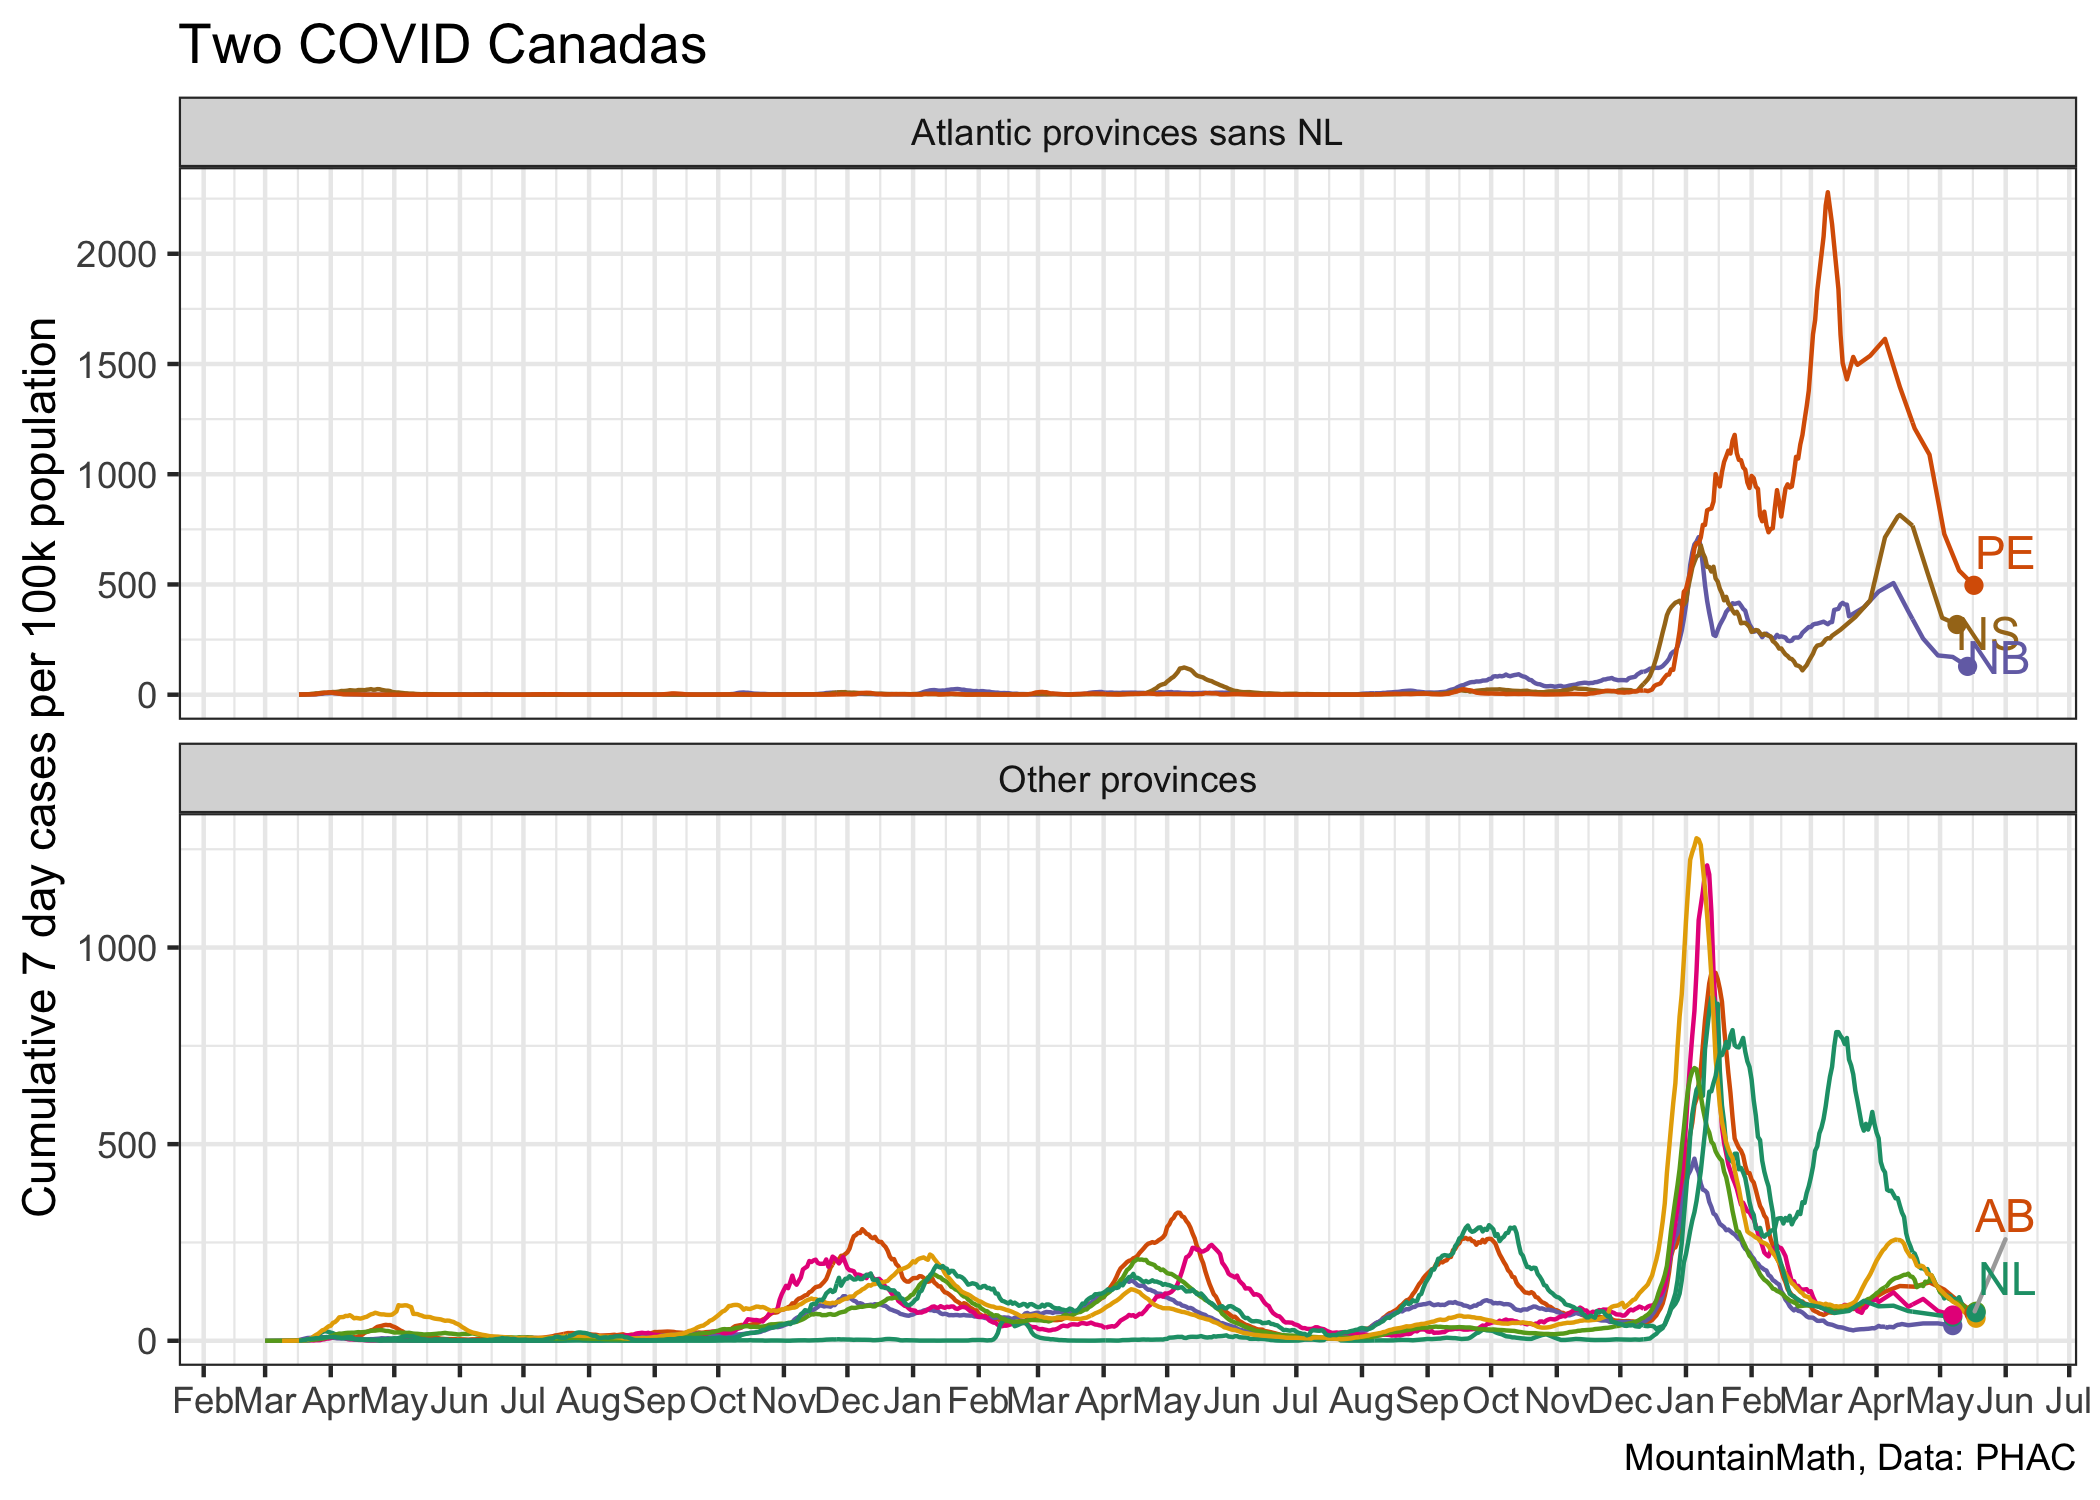 Two COVID Canadas
Atlantic provinces sans NL
Cumulative 7 day cases per 100k population
2000
1500
1000
500
0
PE
NS
NB
Other provinces
1000
500
0
AB
NL
Feb Mar Apr May Jun Jul Aug Sep Oct Nov Dec Jan Feb Mar Apr May Jun Jul Aug Sep Oct Nov Dec Jan Feb Mar Apr May Jun Jul
MountainMath, Data: PHAC